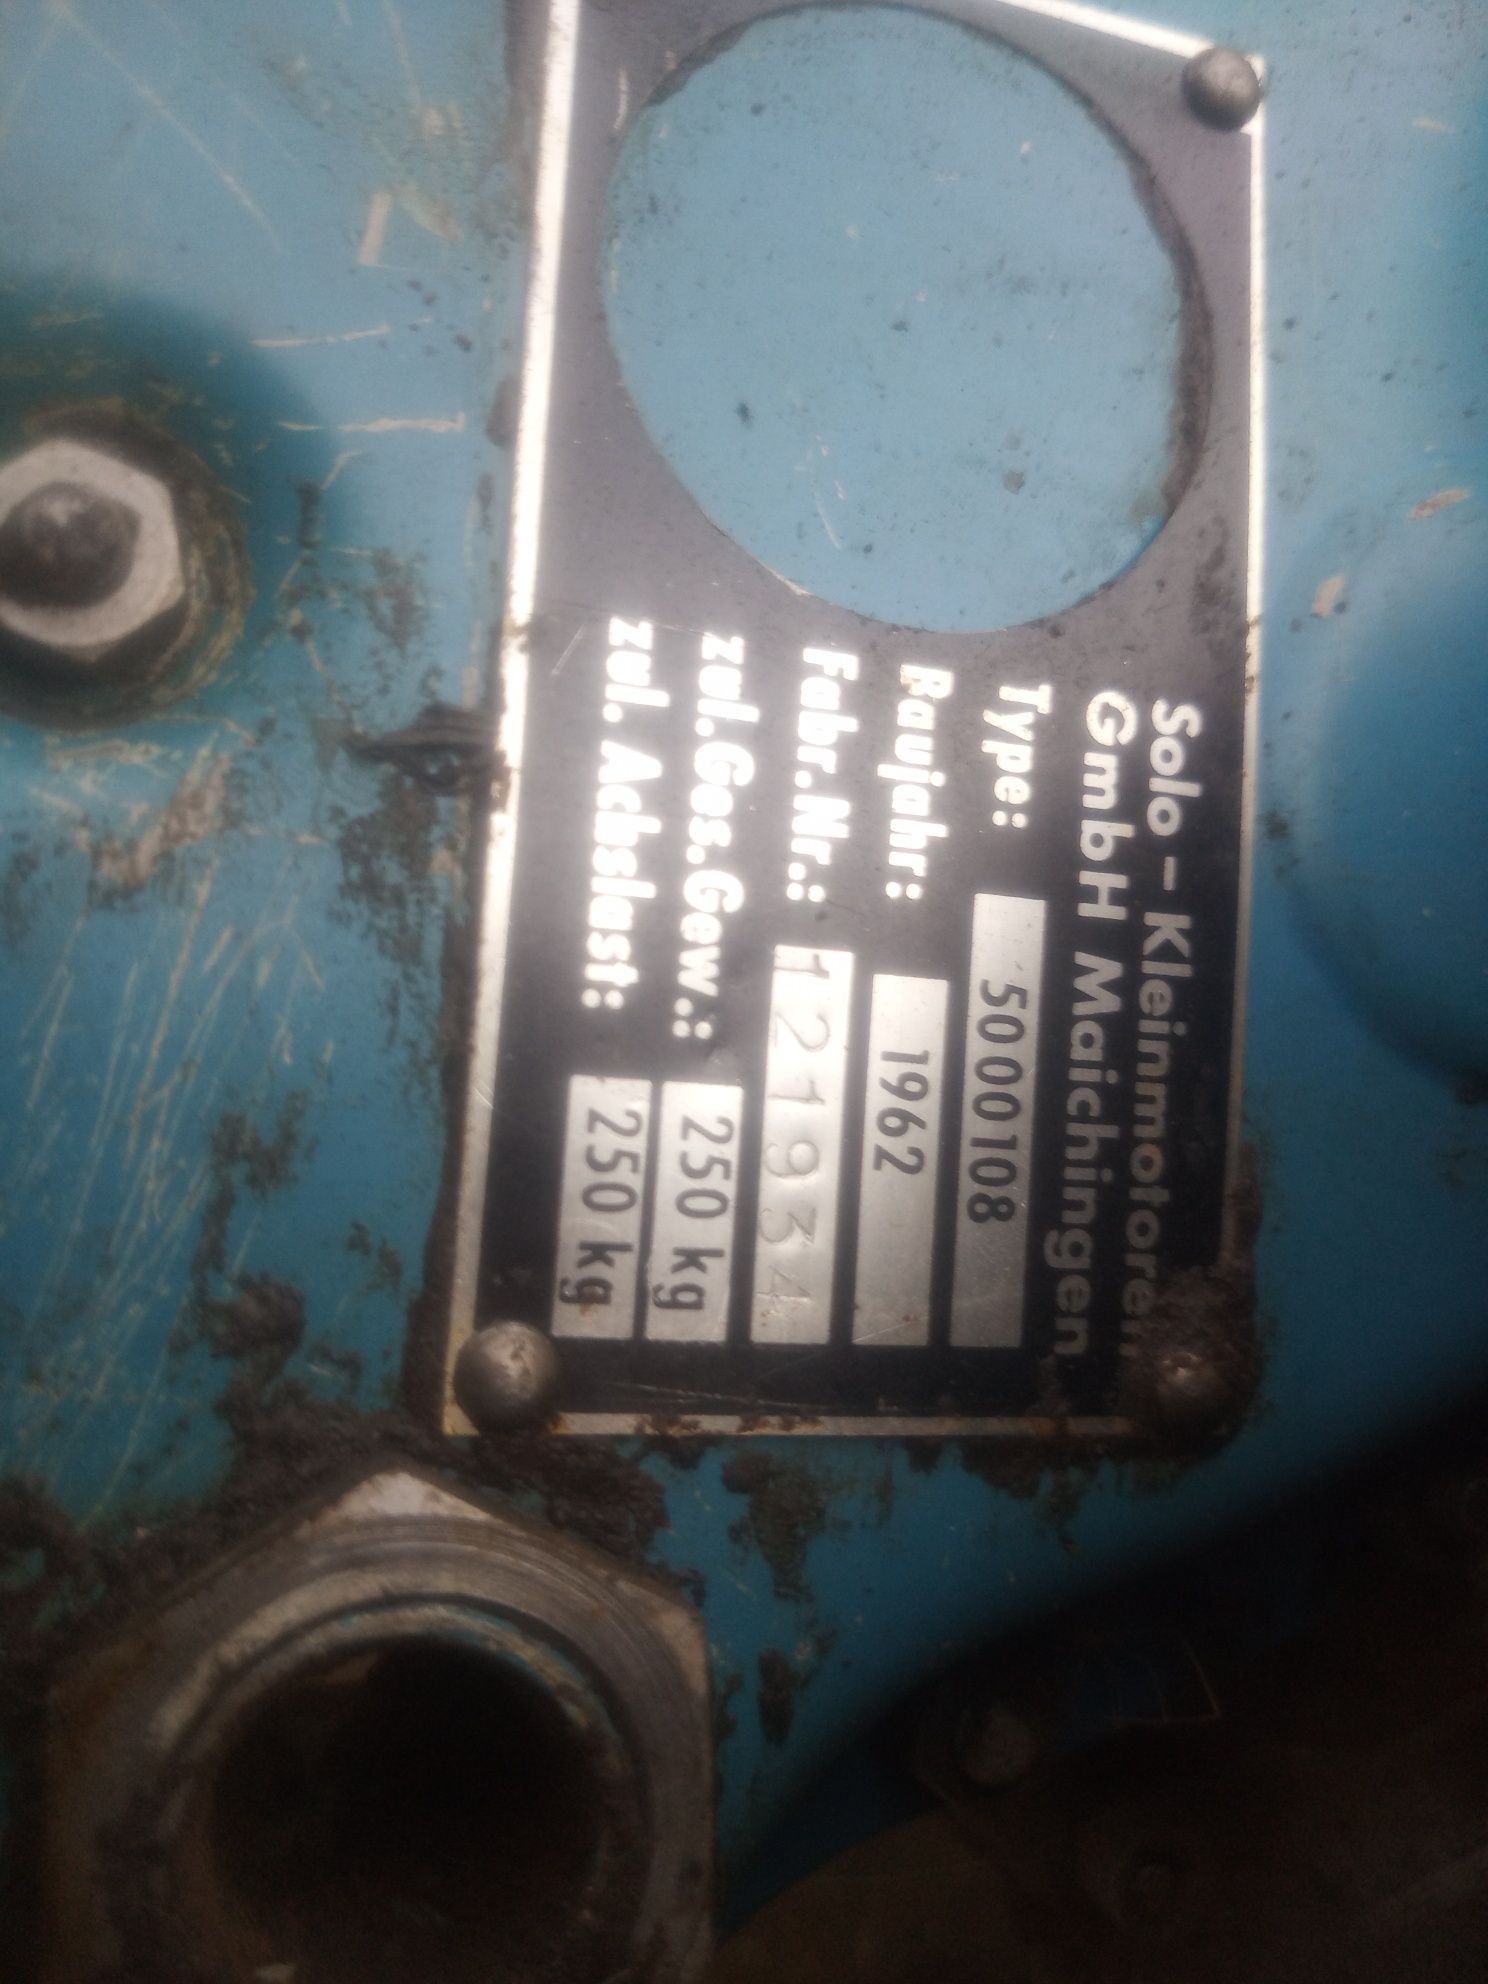 Solo-Kleinmotoren
GmbH Maichingen
Type: 5000108
Baujahr: 1962
Fabr.Nr.: 121934
zul.Ges.Gew.: 250 kg
zul.Achslast: 250 kg